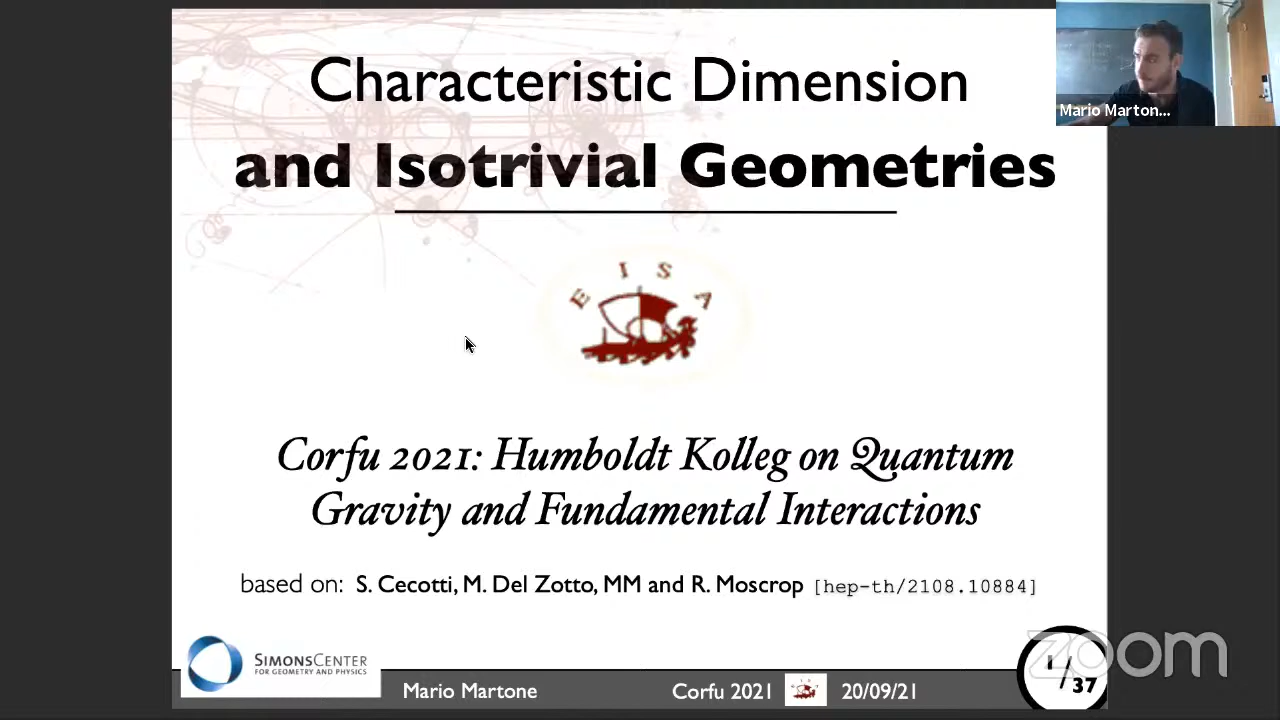 Characteristic Dimension
and Isotrivial Geometries
Mario Marton...
E I S A
Corfu 2021: Humboldt Kolleg on Quantum
Gravity and Fundamental Interactions
based on: S. Cecotti, M. Del Zotto, MM and R. Moscrop [hep-th/2108.10884]
SIMONS CENTER
FOR GEOMETRY AND PHYSICS
Mario Martone
Corfu 2021
20/09/21
1/37
zoom